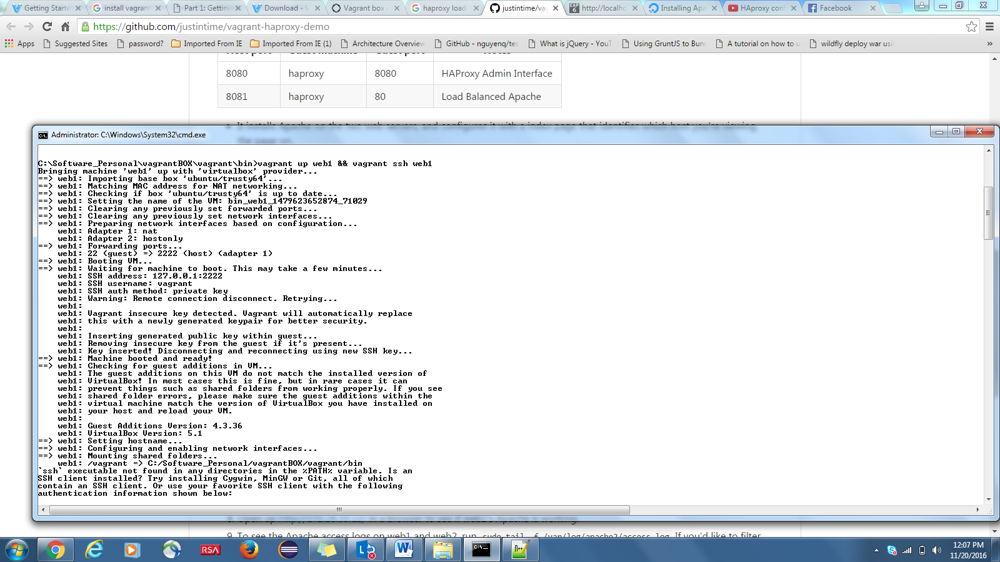 Getting Starte
install vagrant
Part 1: Gettin
Download - V
Vagrant box
haproxy load
justintime/vag
http://localho
Installing Apa
HAproxy con
Facebook
https://github.com/justintime/vagrant-haproxy-demo
Apps
Suggested Sites
password?
Imported From IE
Imported From IE (1)
Architecture Overview
GitHub - nguyenq/tes
What is jQuery - YouT
Using GruntJS to Bund
A tutorial on how to u
wildfly deploy war usi
»
8080 haproxy 8080 HAProxy Admin Interface
8081 haproxy 80 Load Balanced Apache
Administrator: C:\Windows\System32\cmd.exe
C:\Software_Personal\vagrantBOX\vagrant\bin>vagrant up web1 && vagrant ssh web1
Bringing machine 'web1' up with 'virtualbox' provider...
==> web1: Importing base box 'ubuntu/trusty64'...
==> web1: Matching MAC address for NAT networking...
==> web1: Checking if box 'ubuntu/trusty64' is up to date...
==> web1: Setting the name of the VM: bin_web1_1479623652874_71029
==> web1: Clearing any previously set forwarded ports...
==> web1: Clearing any previously set network interfaces...
==> web1: Preparing network interfaces based on configuration...
web1: Adapter 1: nat
web1: Adapter 2: hostonly
==> web1: Forwarding ports...
web1: 22 (guest) => 2222 (host) (adapter 1)
==> web1: Booting VM...
==> web1: Waiting for machine to boot. This may take a few minutes...
web1: SSH address: 127.0.0.1:2222
web1: SSH username: vagrant
web1: SSH auth method: private key
web1: Warning: Remote connection disconnect. Retrying...
web1:
web1: Vagrant insecure key detected. Vagrant will automatically replace
web1: this with a newly generated keypair for better security.
web1:
web1: Inserting generated public key within guest...
web1: Removing insecure key from the guest if it's present...
web1: Key inserted! Disconnecting and reconnecting using new SSH key...
==> web1: Machine booted and ready!
==> web1: Checking for guest additions in VM...
web1: The guest additions on this VM do not match the installed version of
web1: VirtualBox! In most cases this is fine, but in rare cases it can
web1: prevent things such as shared folders from working properly. If you see
web1: shared folder errors, please make sure the guest additions within the
web1: virtual machine match the version of VirtualBox you have installed on
web1: your host and reload your VM.
web1:
web1: Guest Additions Version: 4.3.36
web1: VirtualBox Version: 5.1
==> web1: Setting hostname...
==> web1: Configuring and enabling network interfaces...
==> web1: Mounting shared folders...
web1: /vagrant => C:/Software_Personal/vagrantBOX/vagrant/bin
`ssh` executable not found in any directories in the %PATH% variable. Is an
SSH client installed? Try installing Cygwin, MinGW or Git, all of which
contain an SSH client. Or use your favorite SSH client with the following
authentication information shown below:
9. To see the Apache access logs on web1 and web2, run sudo tail -f /var/log/apache2/access.log If you'd like to filter
RSA
12:07 PM
11/20/2016